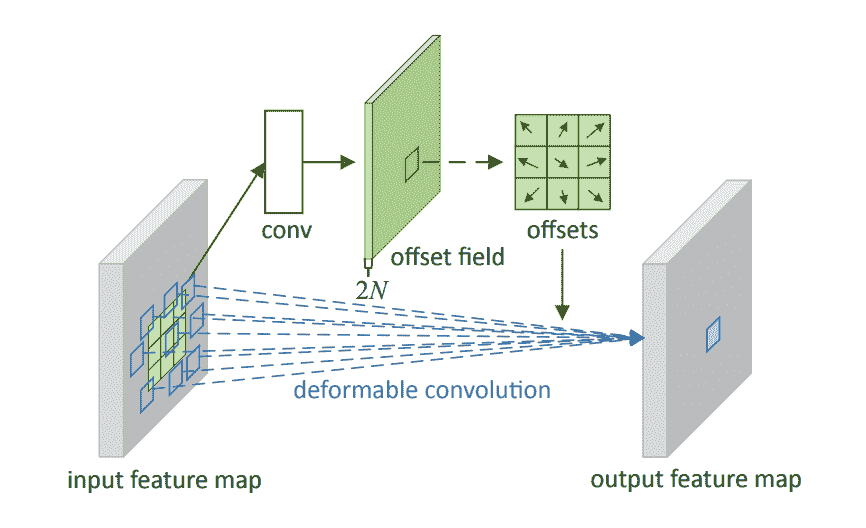 conv
offset field
2N
offsets
deformable convolution
input feature map
output feature map